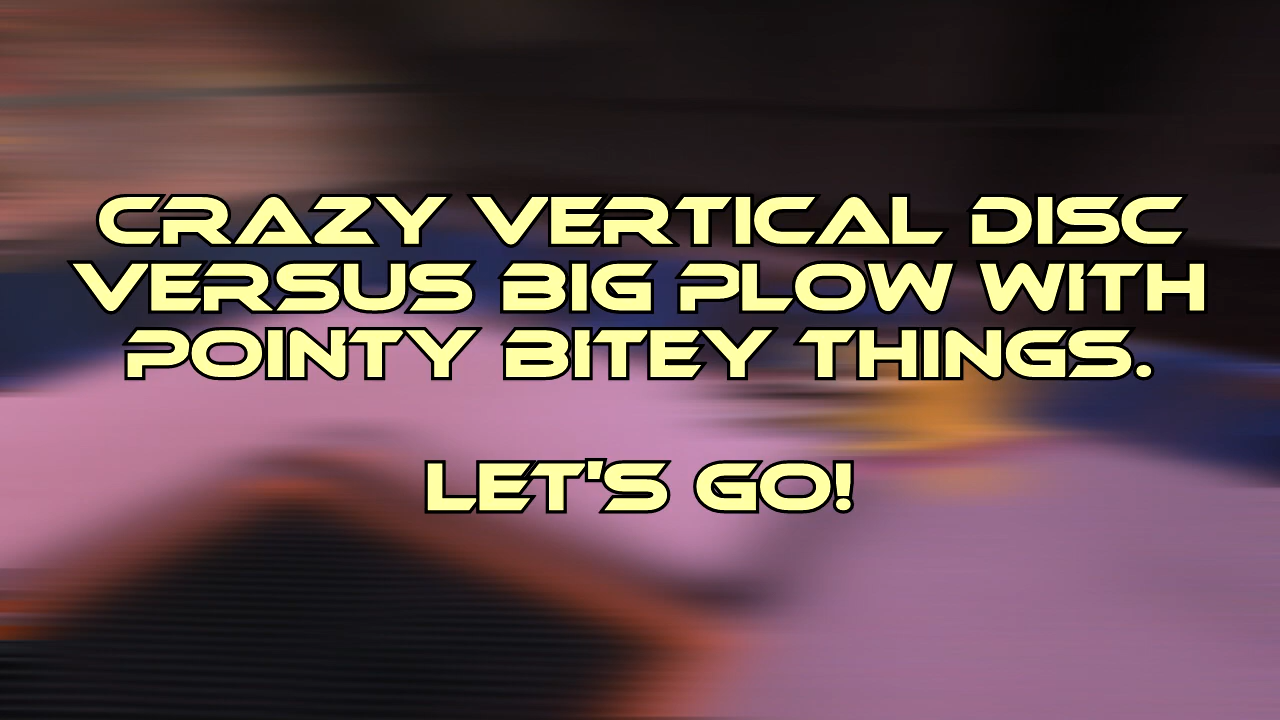 CRAZY VERTICAL DISC
VERSUS BIG PLOW WITH
POINTY BITEY THINGS.
LET'S GO!